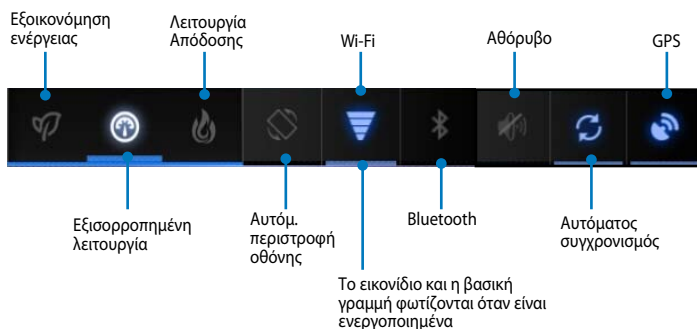 Εξοικονόμηση
ενέργειας
Λειτουργία
Απόδοσης
Wi-Fi
Αθόρυβο
GPS
Εξισορροπημένη
λειτουργία
Αυτόμ.
περιστροφή
οθόνης
Bluetooth
Αυτόματος
συγχρονισμός
Το εικονίδιο και η βασική
γραμμή φωτίζονται όταν είναι
ενεργοποιημένα